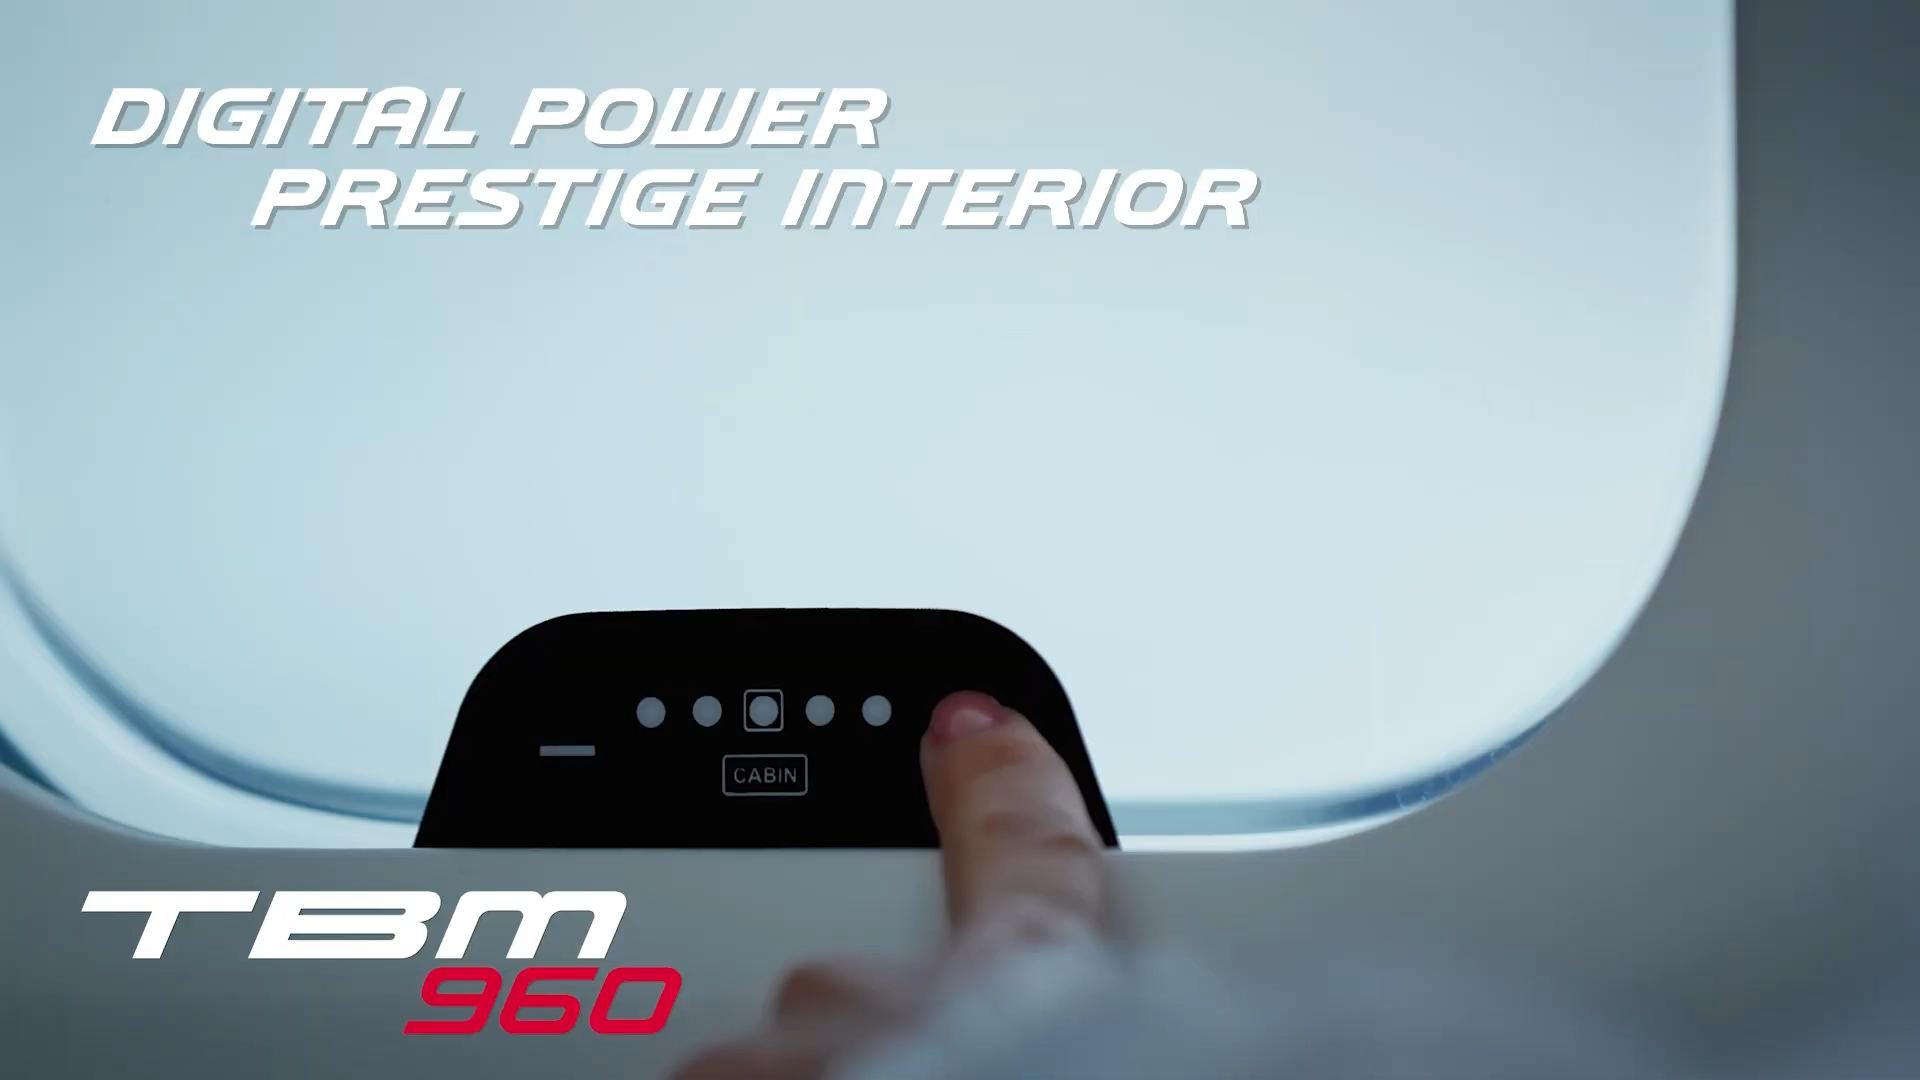 DIGITAL POWER
PRESTIGE INTERIOR
CABIN
TBM
960